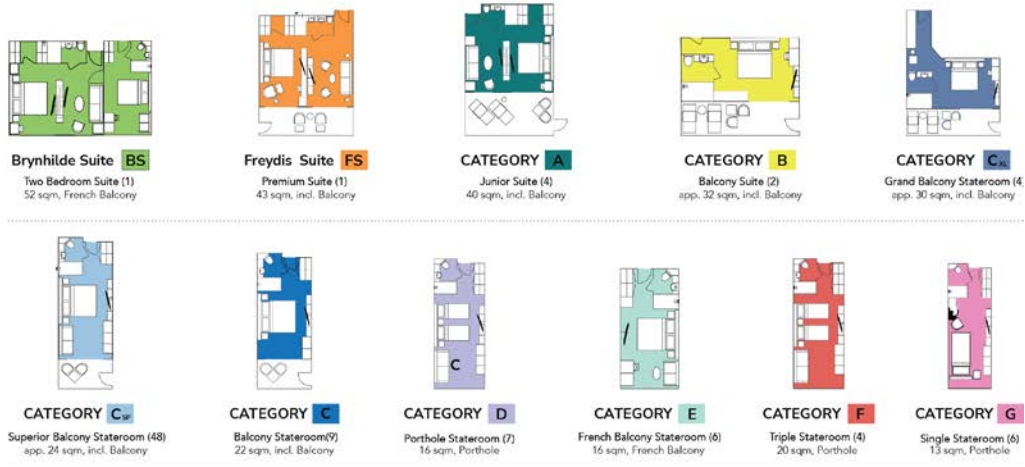 Brynhilde Suite BS
Two Bedroom Suite (1)
52 sqm, French Balcony
Freydis Suite FS
Premium Suite (1)
43 sqm, incl. Balcony
CATEGORY A
Junior Suite (4)
40 sqm, incl. Balcony
CATEGORY B
Balcony Suite (2)
app. 32 sqm, incl. Balcony
CATEGORY CXL
Grand Balcony Stateroom (4)
app. 30 sqm, incl. Balcony
C
CATEGORY CSP
Superior Balcony Stateroom (48)
app. 24 sqm, incl. Balcony
CATEGORY C
Balcony Stateroom(9)
22 sqm, incl. Balcony
CATEGORY D
Porthole Stateroom (7)
16 sqm, Porthole
CATEGORY E
French Balcony Stateroom (6)
16 sqm, French Balcony
CATEGORY F
Triple Stateroom (4)
20 sqm, Porthole
CATEGORY G
Single Stateroom (6)
13 sqm, Porthole